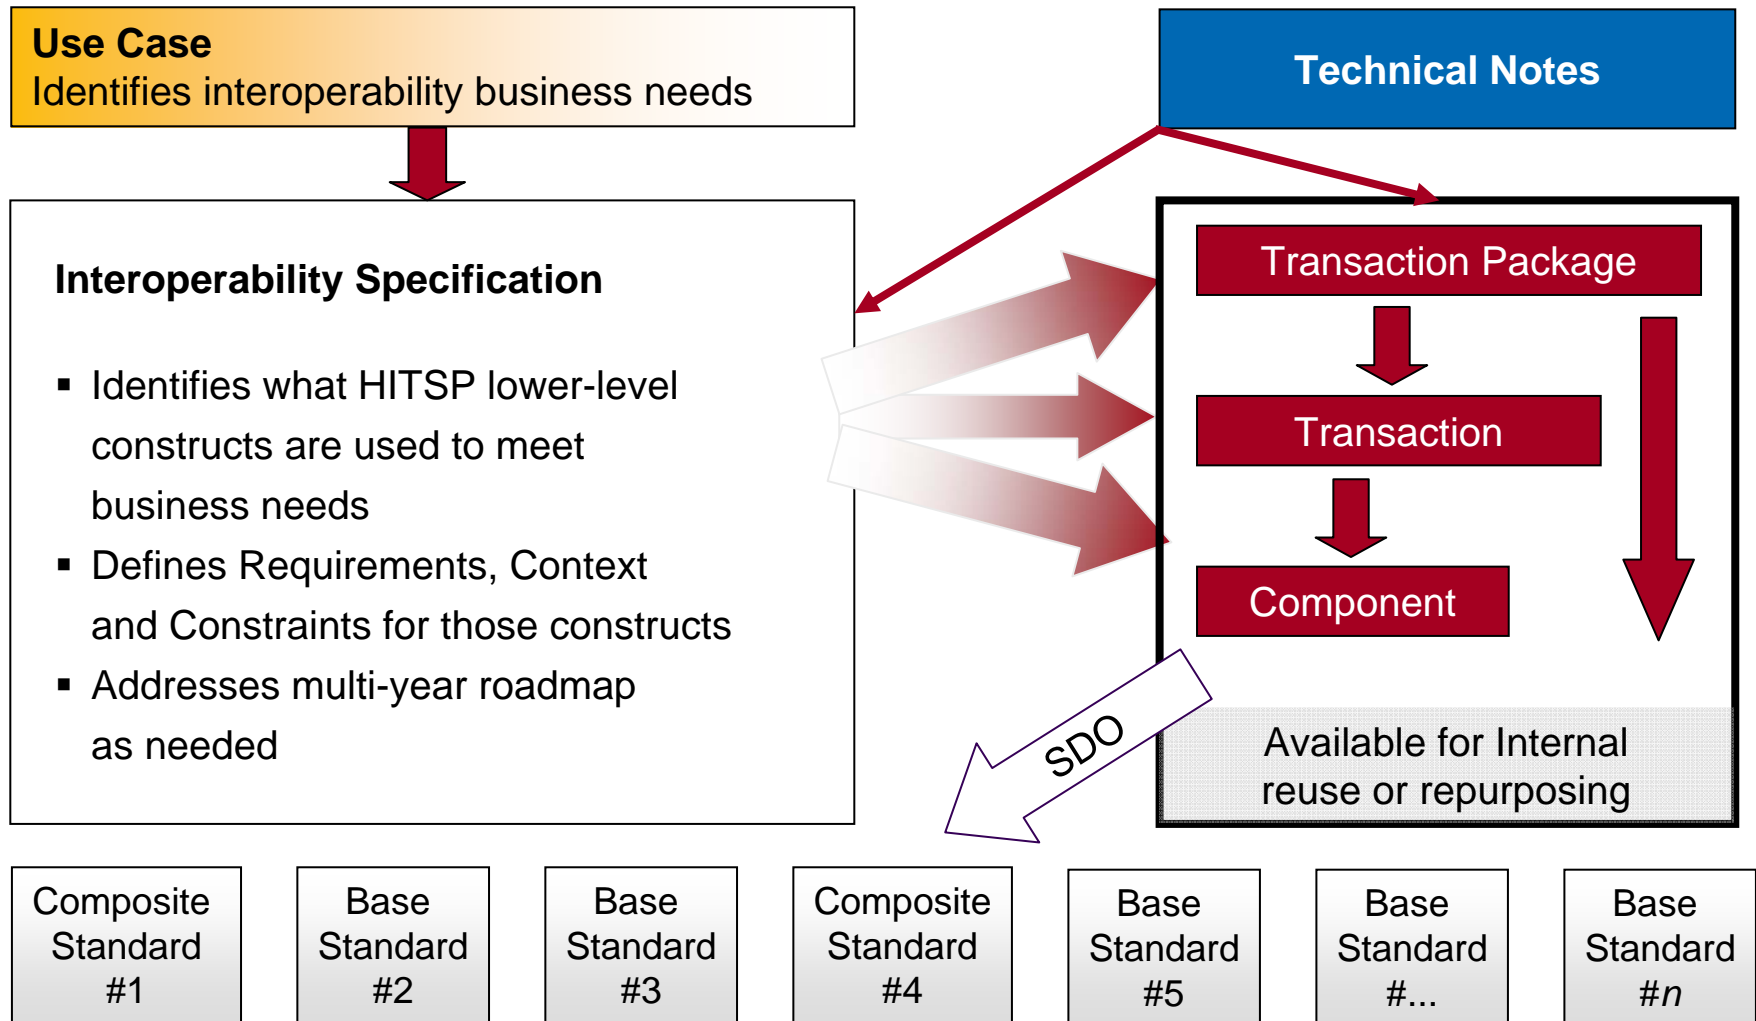 Use Case
Identifies interoperability business needs
Technical Notes
Interoperability Specification
▪ Identifies what HITSP lower-level
constructs are used to meet
business needs
▪ Defines Requirements, Context
and Constraints for those constructs
▪ Addresses multi-year roadmap
as needed
Transaction Package
Transaction
Component
SDO
Available for Internal
reuse or repurposing
Composite
Standard
#1
Base
Standard
#2
Base
Standard
#3
Composite
Standard
#4
Base
Standard
#5
Base
Standard
#...
Base
Standard
#n